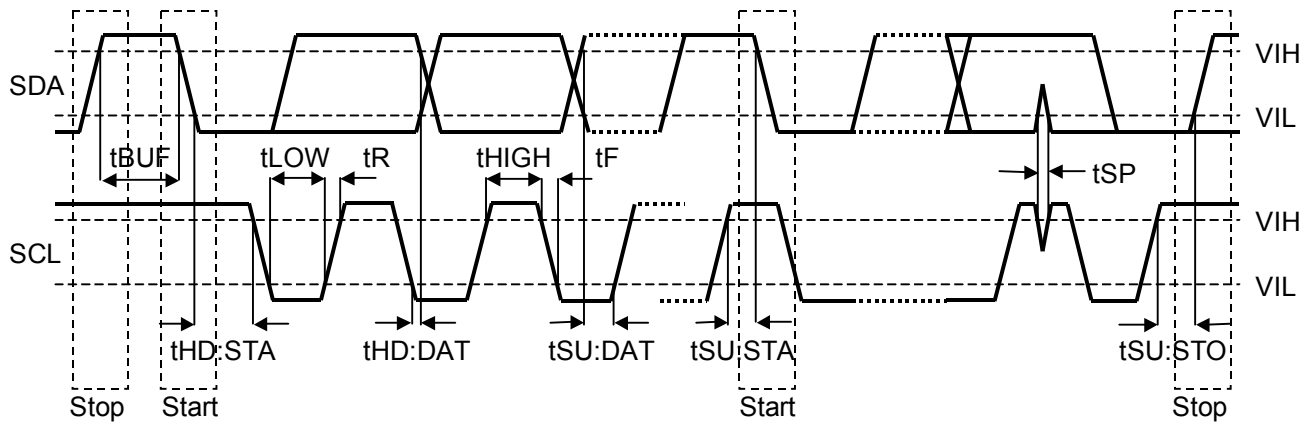 VIH
SDA
VIL
tBUF tLOW tR tHIGH tF
tSP
VIH
SCL
VIL
tHD:STA tHD:DAT tSU:DAT tSU:STA tSU:STO
Stop Start Start Stop